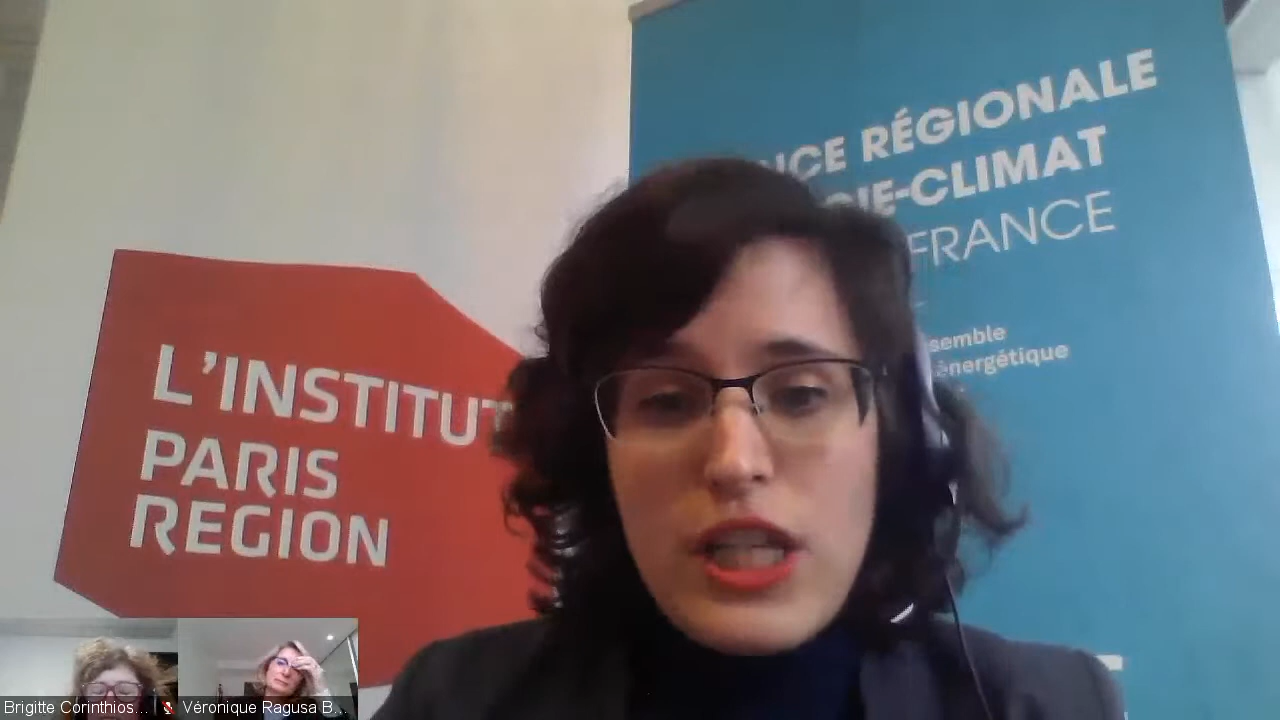 L'INSTITUT
PARIS
REGION
NCE RÉGIONALE
GIE-CLIMAT
FRANCE
semble
énergétique
Brigitte Corinthios...
Véronique Ragusa B...